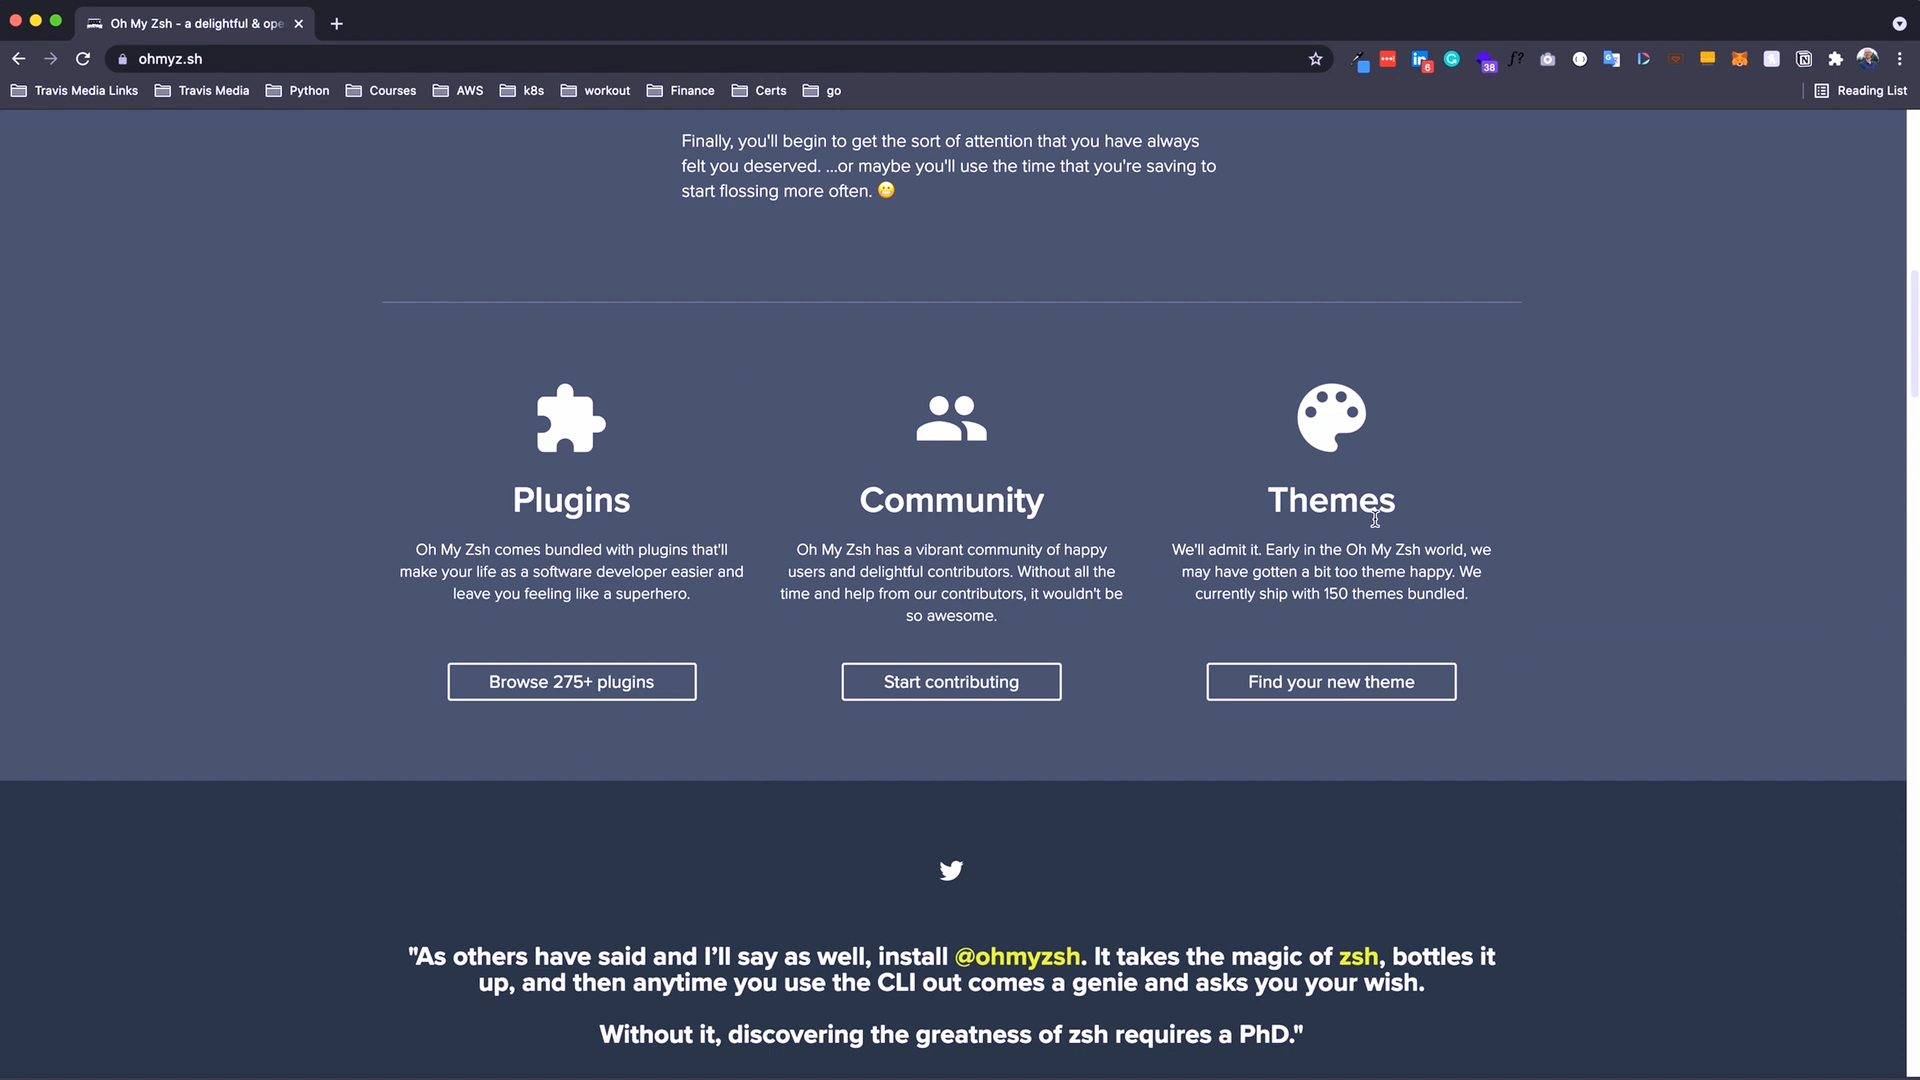 Oh My Zsh - a delightful & ope
ohmyz.sh
6
38
f?
Travis Media Links
Travis Media
Python
Courses
AWS
k8s
workout
Finance
Certs
go
Reading List
Finally, you'll begin to get the sort of attention that you have always
felt you deserved. ...or maybe you'll use the time that you're saving to
start flossing more often. 😬
Plugins
Oh My Zsh comes bundled with plugins that'll
make your life as a software developer easier and
leave you feeling like a superhero.
Browse 275+ plugins
Community
Oh My Zsh has a vibrant community of happy
users and delightful contributors. Without all the
time and help from our contributors, it wouldn't be
so awesome.
Start contributing
Themes
We'll admit it. Early in the Oh My Zsh world, we
may have gotten a bit too theme happy. We
currently ship with 150 themes bundled.
Find your new theme
"As others have said and I’ll say as well, install @ohmyzsh. It takes the magic of zsh, bottles it
up, and then anytime you use the CLI out comes a genie and asks you your wish.
Without it, discovering the greatness of zsh requires a PhD."